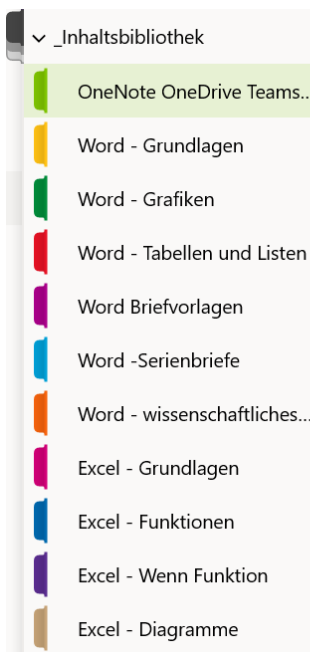 _Inhaltsbibliothek
OneNote OneDrive Teams...
Word - Grundlagen
Word - Grafiken
Word - Tabellen und Listen
Word Briefvorlagen
Word -Serienbriefe
Word - wissenschaftliches...
Excel - Grundlagen
Excel - Funktionen
Excel - Wenn Funktion
Excel - Diagramme